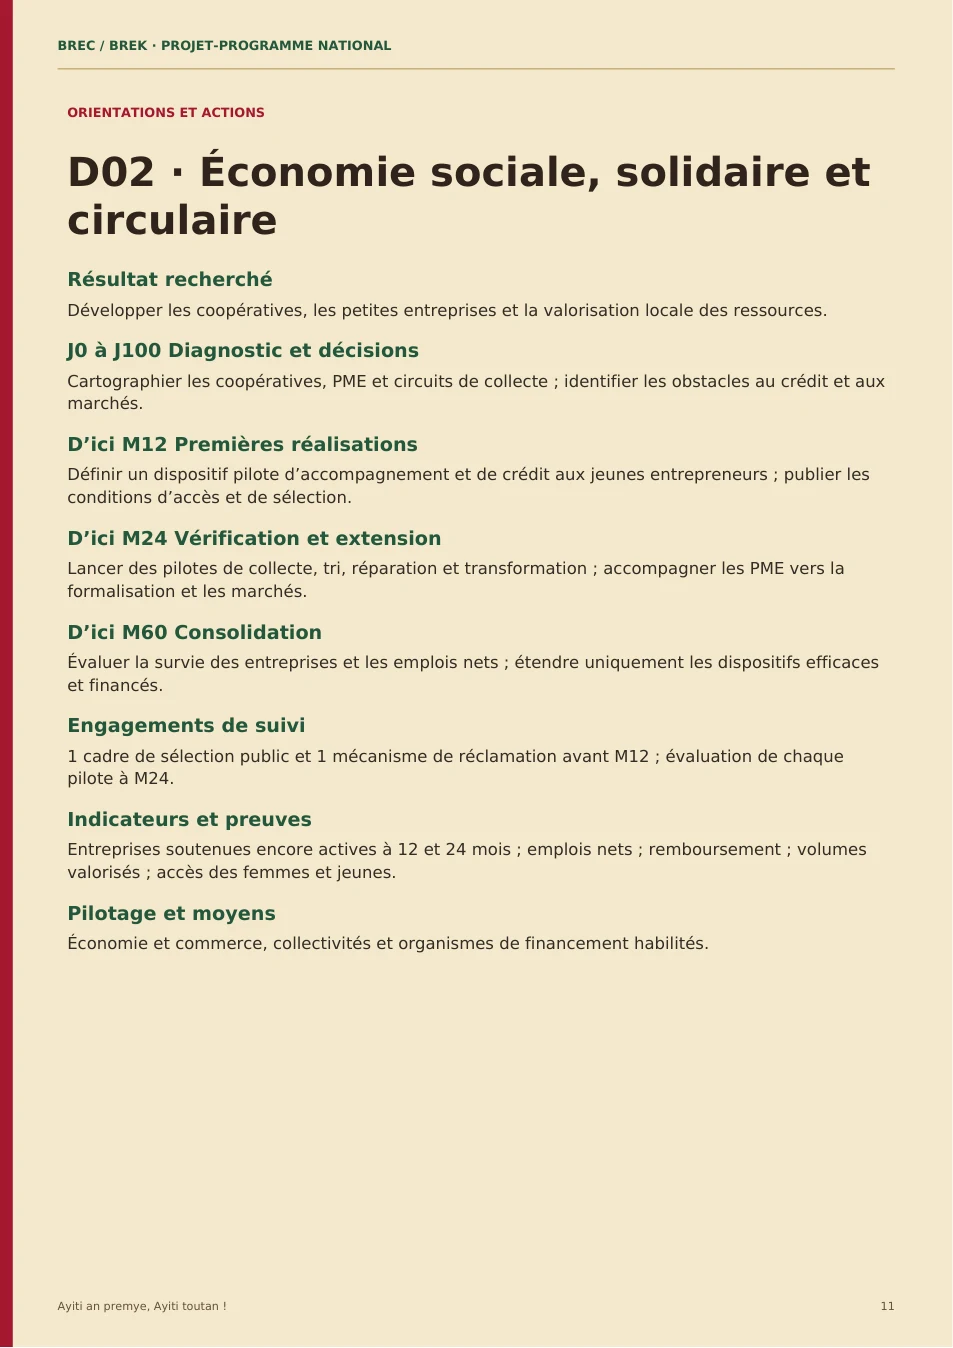 BREC / BREK · PROJET-PROGRAMME NATIONAL
ORIENTATIONS ET ACTIONS
D02 · Économie sociale, solidaire et
circulaire
Résultat recherché
Développer les coopératives, les petites entreprises et la valorisation locale des ressources.
J0 à J100 Diagnostic et décisions
Cartographier les coopératives, PME et circuits de collecte ; identifier les obstacles au crédit et aux
marchés.
D’ici M12 Premières réalisations
Définir un dispositif pilote d’accompagnement et de crédit aux jeunes entrepreneurs ; publier les
conditions d’accès et de sélection.
D’ici M24 Vérification et extension
Lancer des pilotes de collecte, tri, réparation et transformation ; accompagner les PME vers la
formalisation et les marchés.
D’ici M60 Consolidation
Évaluer la survie des entreprises et les emplois nets ; étendre uniquement les dispositifs efficaces
et financés.
Engagements de suivi
1 cadre de sélection public et 1 mécanisme de réclamation avant M12 ; évaluation de chaque
pilote à M24.
Indicateurs et preuves
Entreprises soutenues encore actives à 12 et 24 mois ; emplois nets ; remboursement ; volumes
valorisés ; accès des femmes et jeunes.
Pilotage et moyens
Économie et commerce, collectivités et organismes de financement habilités.
Ayiti an premye, Ayiti toutan !
11